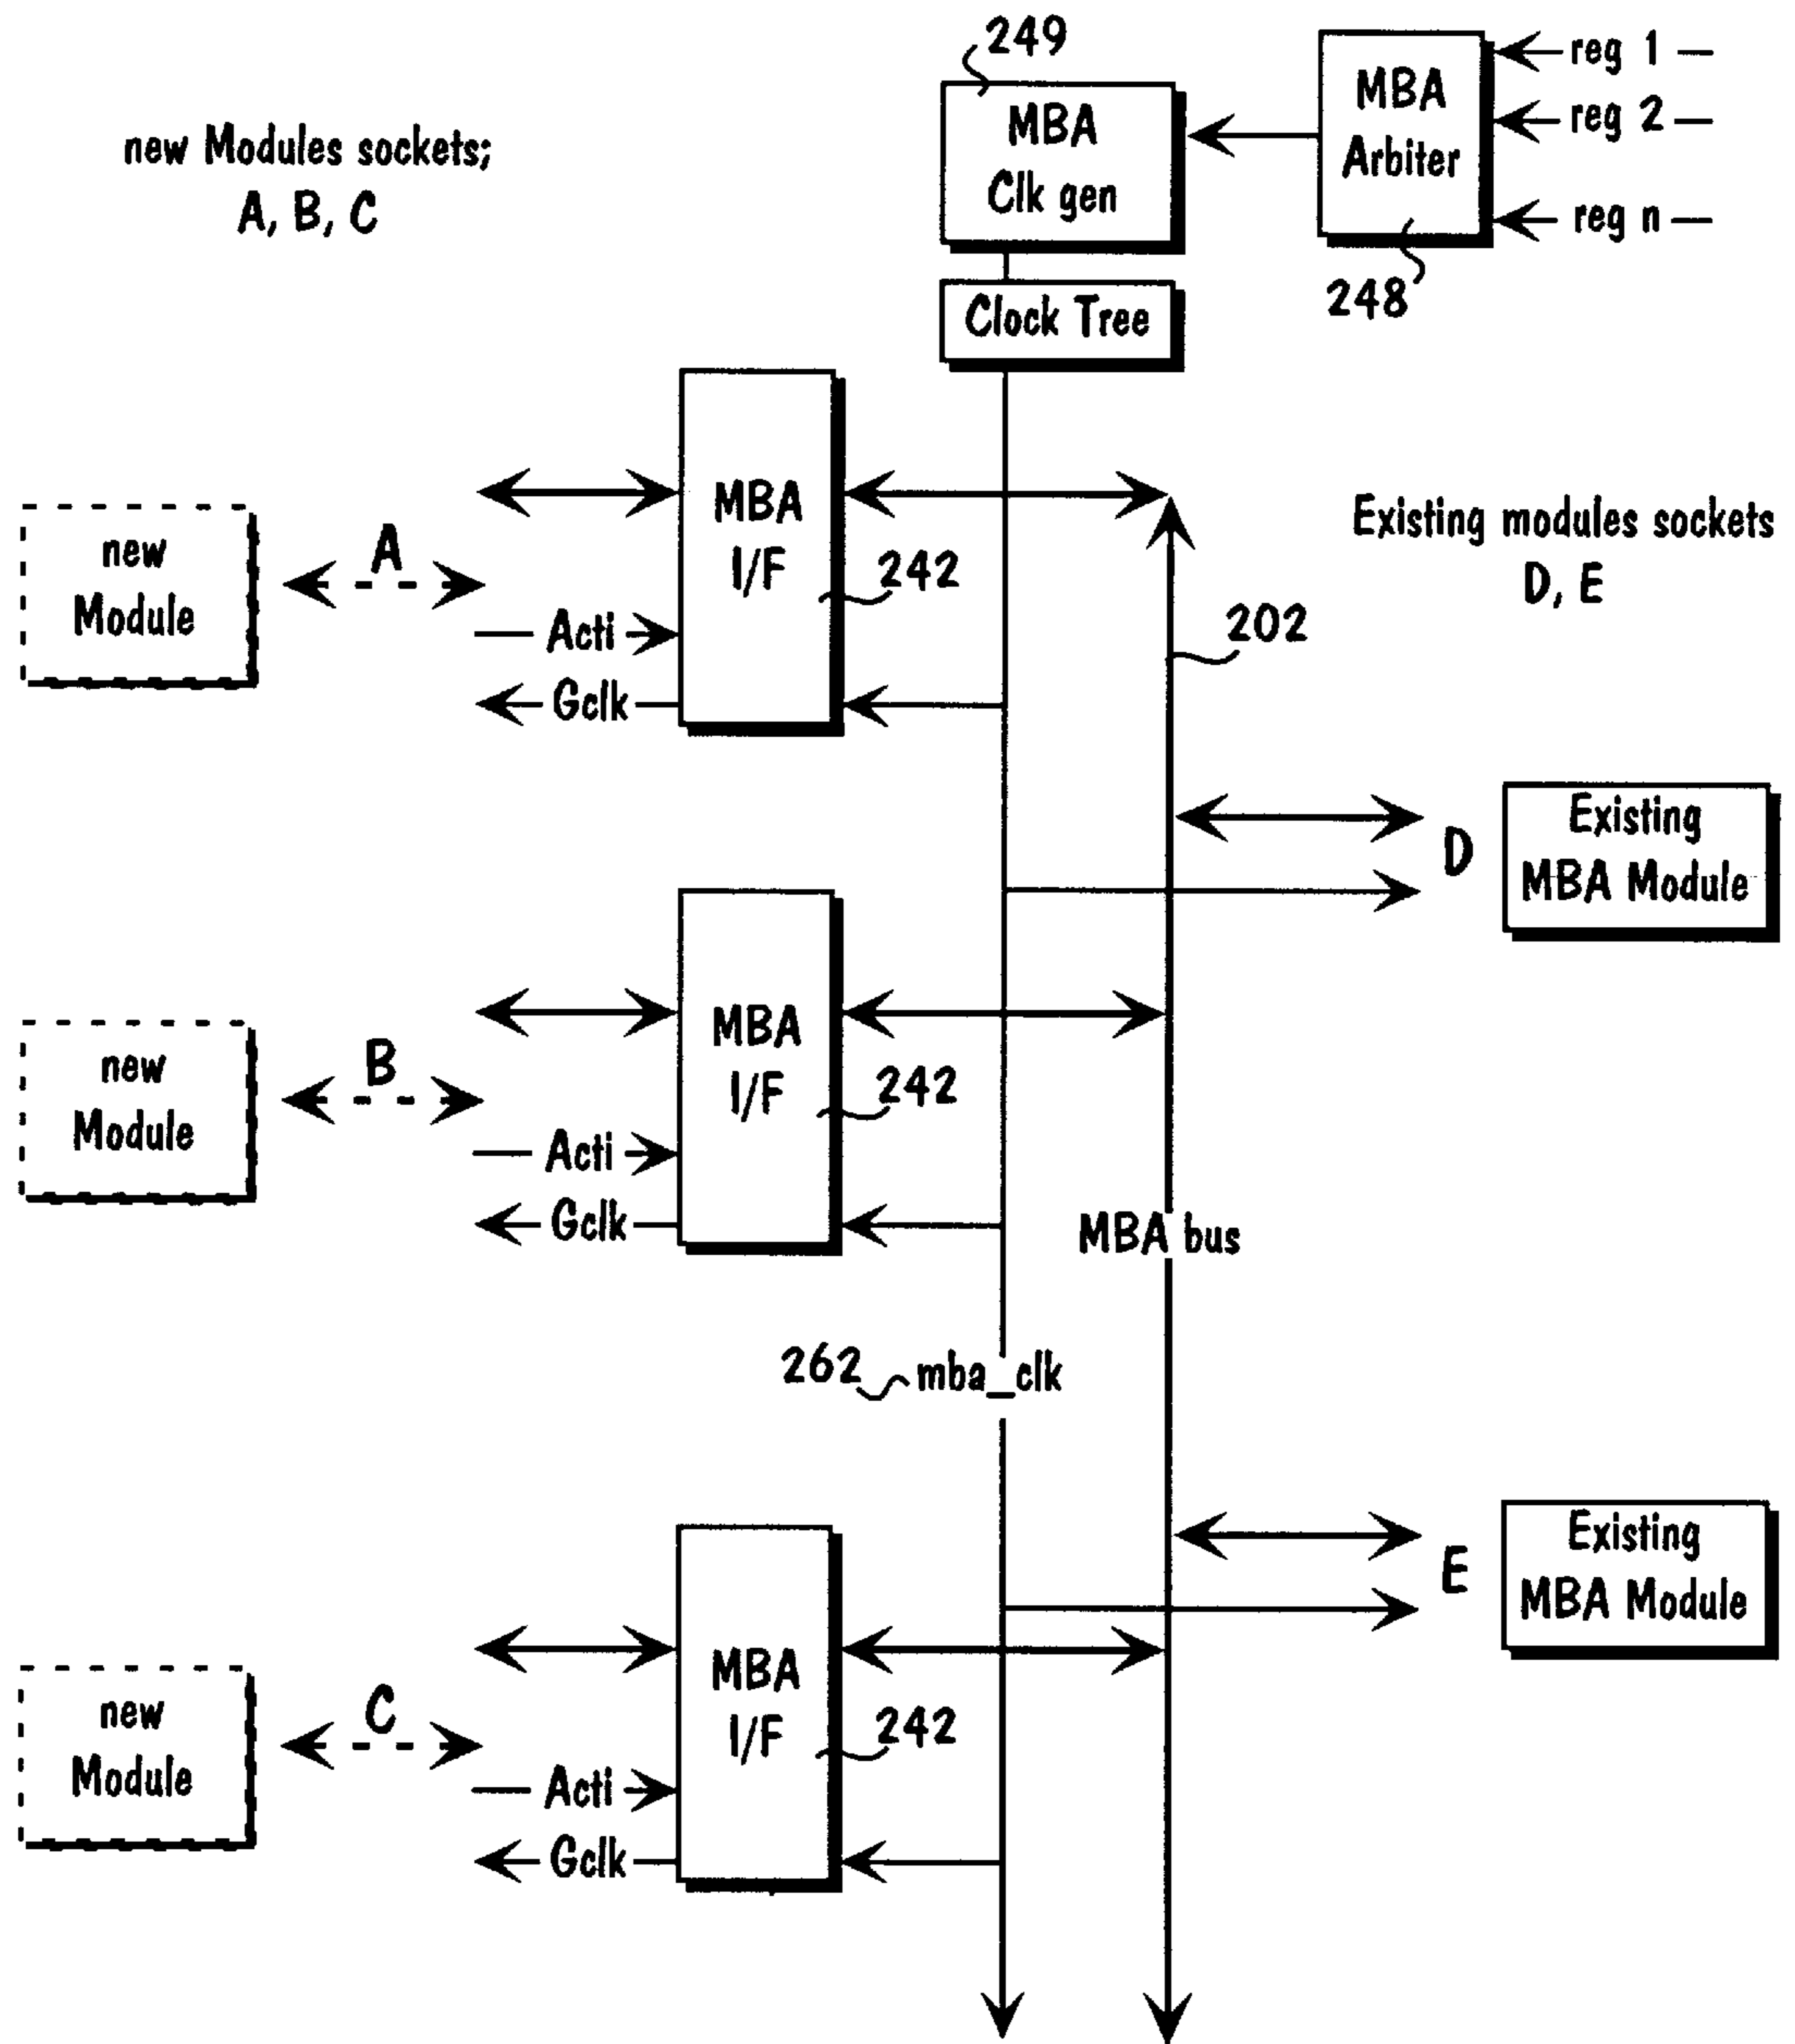 249
MBA
Clk gen
MBA
Arbiter
reg 1
reg 2
reg n
248
new Modules sockets;
A, B, C
Clock Tree
MBA
I/F
242
new
Module
A
Acti
Gclk
Existing modules sockets
D, E
202
D
Existing
MBA Module
MBA
I/F
242
new
Module
B
Acti
Gclk
MBA bus
262
mba_clk
E
Existing
MBA Module
MBA
I/F
242
new
Module
C
Acti
Gclk